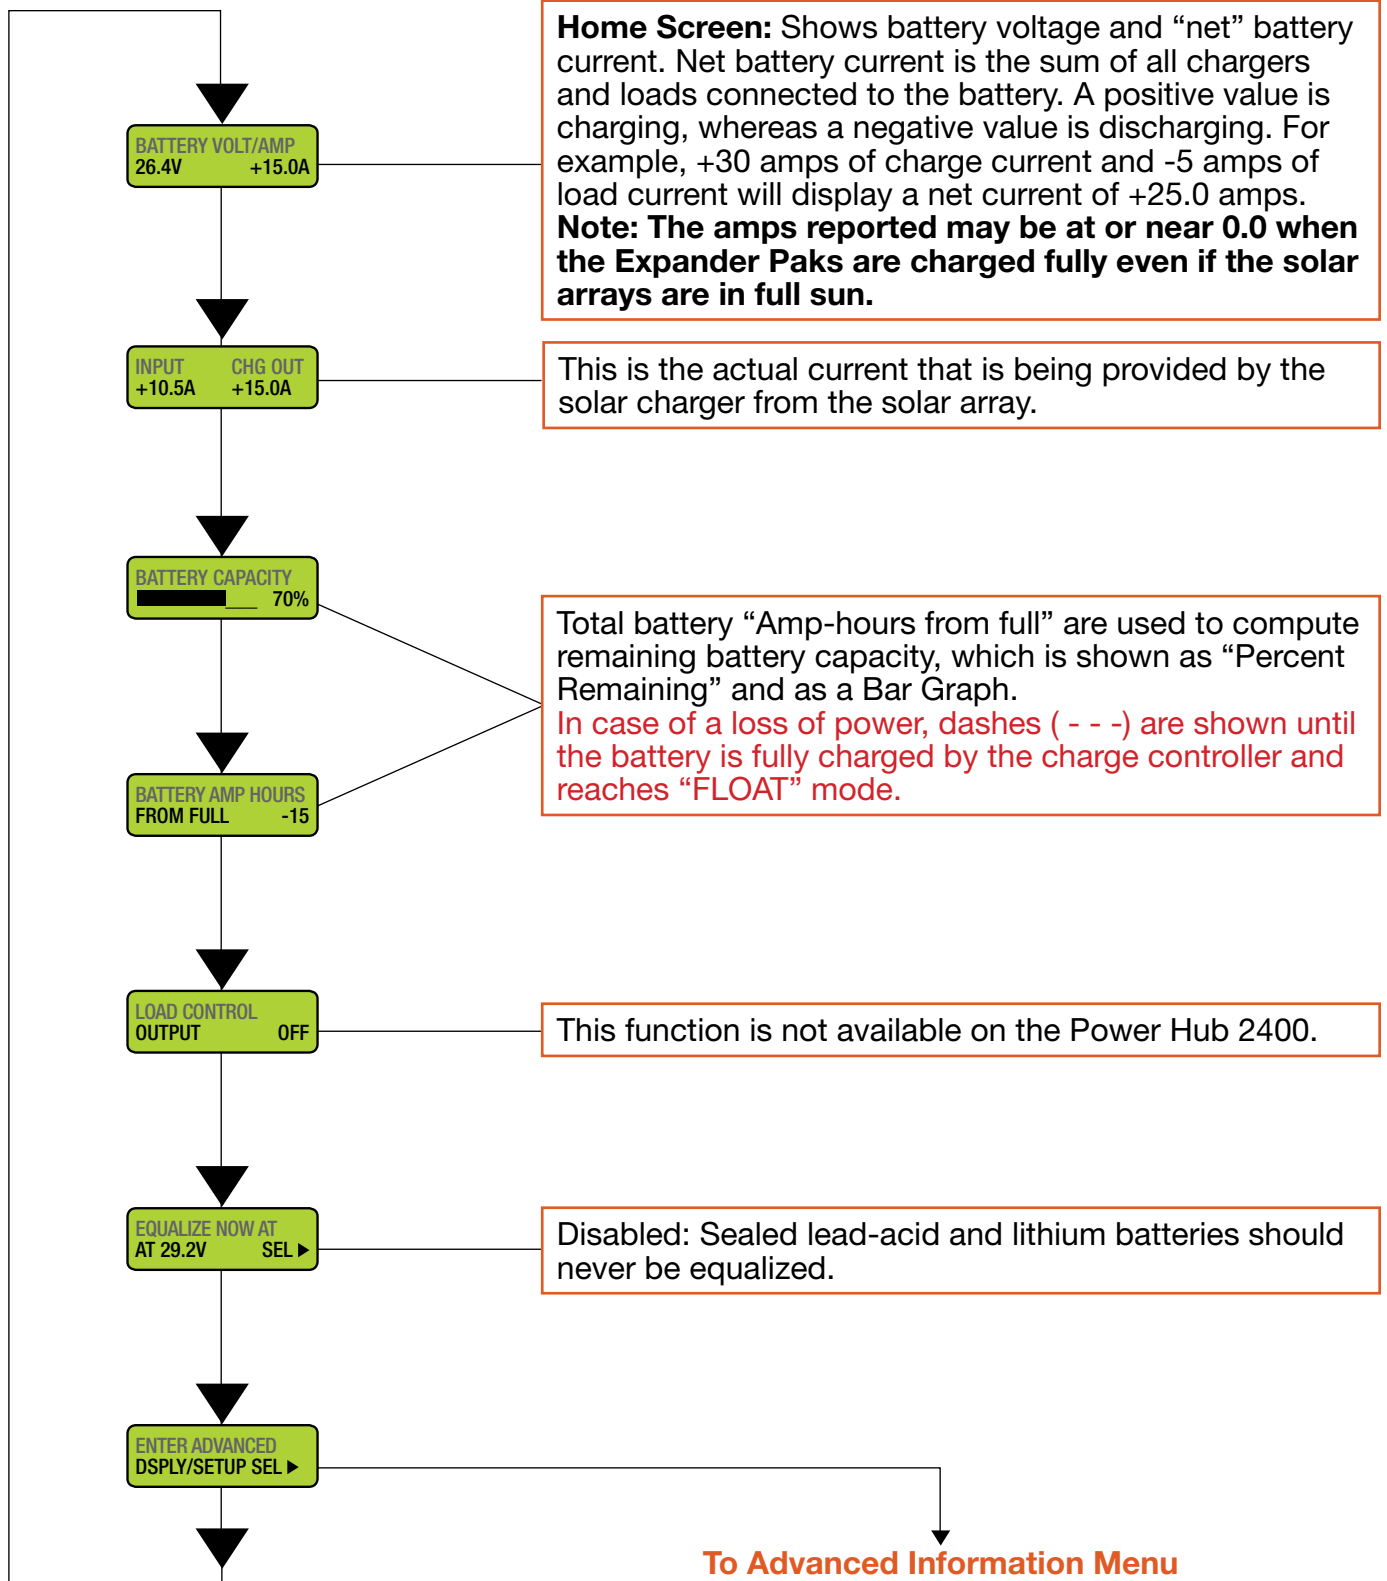 Home Screen: Shows battery voltage and “net” battery
current. Net battery current is the sum of all chargers
and loads connected to the battery. A positive value is
charging, whereas a negative value is discharging. For
example, +30 amps of charge current and -5 amps of
load current will display a net current of +25.0 amps.
Note: The amps reported may be at or near 0.0 when
the Expander Paks are charged fully even if the solar
arrays are in full sun.
BATTERY VOLT/AMP
26.4V +15.0A
INPUT CHG OUT
+10.5A +15.0A
This is the actual current that is being provided by the
solar charger from the solar array.
BATTERY CAPACITY
70%
Total battery “Amp-hours from full” are used to compute
remaining battery capacity, which is shown as “Percent
Remaining” and as a Bar Graph.
In case of a loss of power, dashes ( - - -) are shown until
the battery is fully charged by the charge controller and
reaches “FLOAT” mode.
BATTERY AMP HOURS
FROM FULL -15
LOAD CONTROL
OUTPUT OFF
This function is not available on the Power Hub 2400.
EQUALIZE NOW AT
AT 29.2V SEL ▶
Disabled: Sealed lead-acid and lithium batteries should
never be equalized.
ENTER ADVANCED
DSPLY/SETUP SEL ▶
To Advanced Information Menu